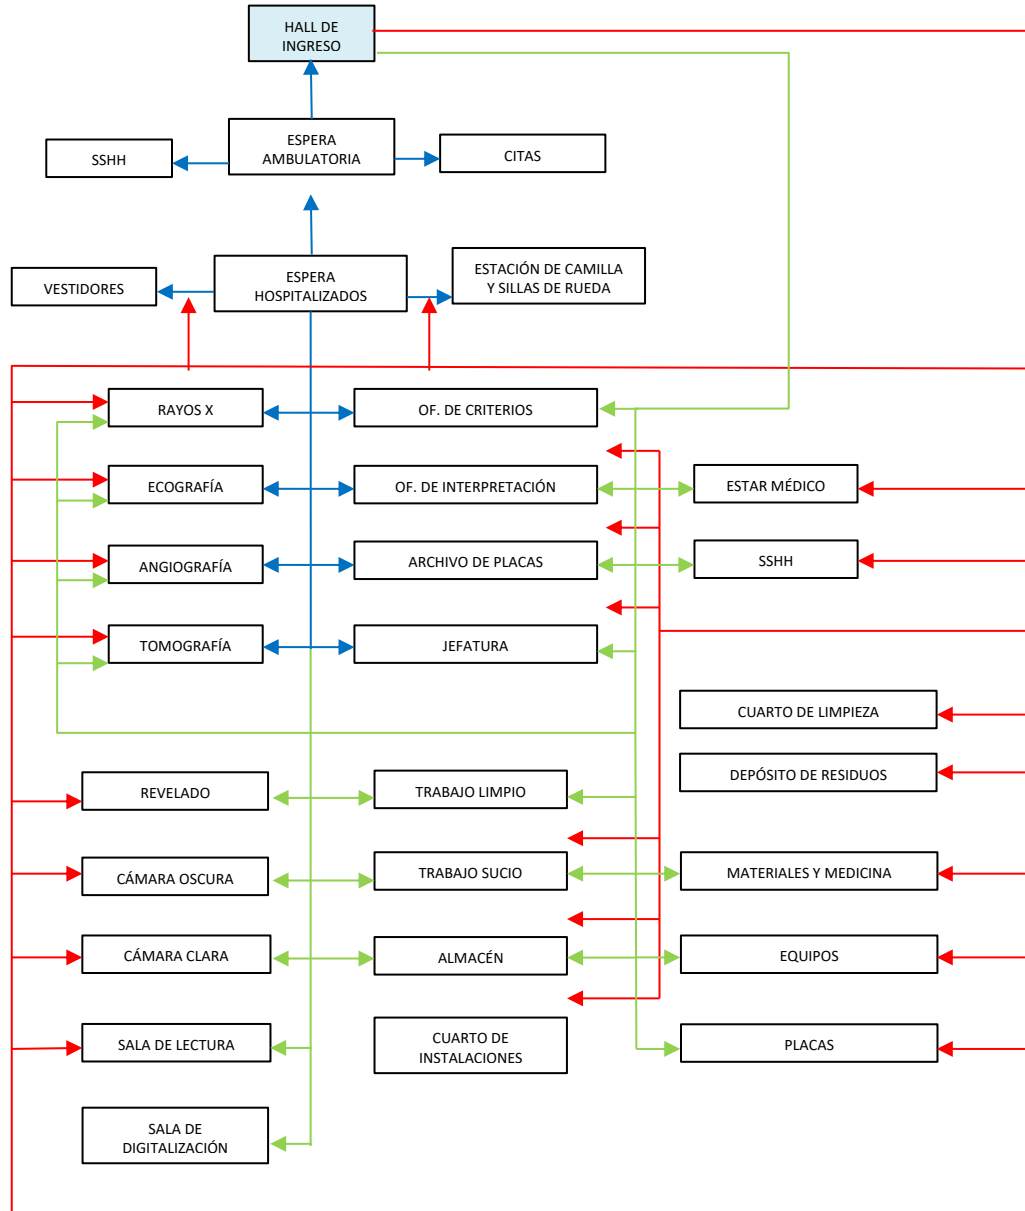 HALL DE
INGRESO
ESPERA
AMBULATORIA
SSHH
CITAS
ESPERA
HOSPITALIZADOS
ESTACIÓN DE CAMILLA
Y SILLAS DE RUEDA
VESTIDORES
RAYOS X
OF. DE CRITERIOS
ECOGRAFÍA
OF. DE INTERPRETACIÓN
ESTAR MÉDICO
ANGIOGRAFÍA
ARCHIVO DE PLACAS
SSHH
TOMOGRAFÍA
JEFATURA
CUARTO DE LIMPIEZA
DEPÓSITO DE RESIDUOS
REVELADO
TRABAJO LIMPIO
CÁMARA OSCURA
TRABAJO SUCIO
MATERIALES Y MEDICINA
CÁMARA CLARA
ALMACÉN
EQUIPOS
SALA DE LECTURA
CUARTO DE
INSTALACIONES
PLACAS
SALA DE
DIGITALIZACIÓN